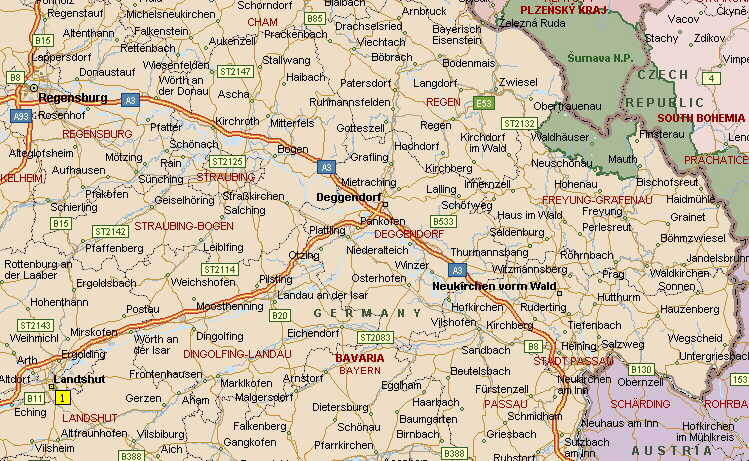 Regenstauf
Michelsneukirchen
Schorndorf
Blaibach
Arnbruck
PLZENSKÝ KRAJ
Vacov
Čkyně
B15
Althenthann
Falkenstein
CHAM
B85
Drachselsried
Bayerisch
Eisenstein
Železná Ruda
Lappersdorf
Rettenbach
Aukenzell
Prackenbach
Viechtach
Stachy
Zdíkov
Donaustauf
Wiesenfelden
ST2147
Stallwang
Böbrach
Bodenmais
Šumava N.P.
Vimpe
B8
Wörth an
der Donau
Haibach
Patersdorf
Langdorf
Zwiesel
CZECH
REPUBLIC
4
Regensburg
A3
Ascha
Ruhmannsfelden
REGEN
E53
Oberfrauenau
SOUTH BOHEMIA
A93
Rosenhof
Pfatter
Kirchroth
Mitterfels
Gotteszell
Regen
ST2132
Waldhäuser
Finsterau
Lenora
REGENSBURG
Schönach
Hochdorf
Kirchdorf
im Wald
Alteglofsheim
Mötzing
ST2125
Bogen
Grafling
Kirchberg
Neuschönau
Mauth
PRACHATICE
KELHEIM
Aufhausen
Rain
STRAUBING
A3
Mietraching
Lalling
Innernzell
Hohenau
Bischofsreut
Sünching
Pfakofen
Geiselhöring
Straßkirchen
Deggendorf
Schöfweg
FREYUNG-GRAFENAU
Haidmühle
Schierling
Salching
Pankofen
B533
Haus im Wald
Freyung
Grainet
B15
ST2142
STRAUBING-BOGEN
Plattling
DEGGENDORF
Saldenburg
Perlesreut
Pfaffenberg
Leiblfing
Otzing
Niederalteich
Thurmannsbang
Röhrnbach
Böhmzwiesel
Rottenburg an
der Laaber
Ergoldsbach
ST2114
Pilsting
Winzer
A3
Witzmannsberg
Prag
Waldkirchen
Jandelsbrunn
Weichshofen
Osterhofen
Neukirchen vorm Wald
Sonnen
Hohenthann
Postau
Moosthenning
Landau an der Isar
Hofkirchen
Ruderting
Hutthurm
Hauzenberg
ST2143
Mirskofen
B20
GERMANY
Vilshofen
Kirchberg
Tiefenbach
Weihmichl
Wörth an
der Isar
Dingolfing
Eichendorf
ST2083
B8
Salzweg
Wegscheid
Arth
Ergolding
DINGOLFING-LANDAU
BAVARIA
BAYERN
Sandbach
Heining
STADT PASSAU
Untergriesbach
Altdorf
Landshut
Frontenhausen
Marklkofen
Arnstorf
Beutelsbach
Neukirchen
am Inn
B130
Obernzell
153
B11
1
Gerzen
Aham
Malgersdorf
Egglham
Fürstenzell
SCHÄRDING
ROHRBA
Eching
LANDSHUT
Dietersburg
Haarbach
PASSAU
Schmidham
Altfraunhofen
Vilsbiburg
Falkenberg
Schönau
Baumgarten
Neuhaus am Inn
Hofkirchen
im Mühlkreis
Vilsheim
Aich
B388
Gangkofen
Pfarrkirchen
Birnbach
Griesbach
B388
Sulzbach
am Inn
AUSTRIA